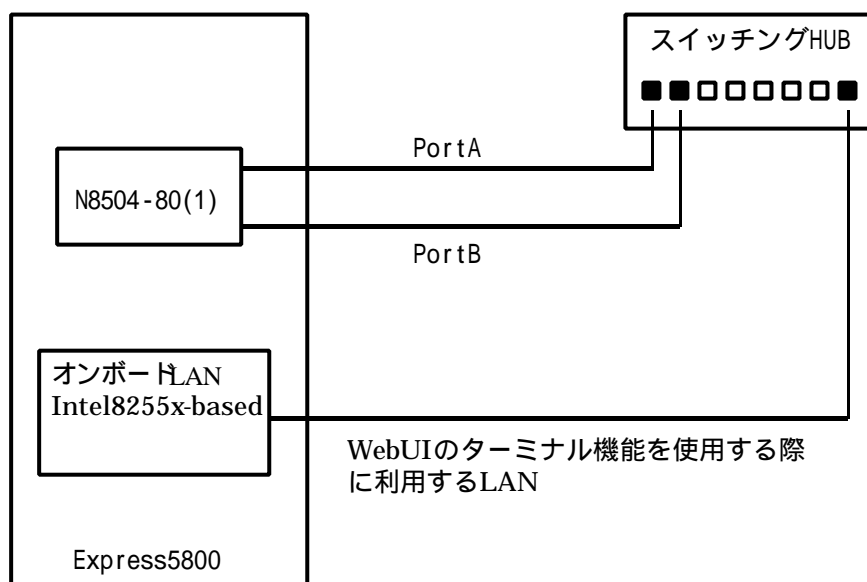 スイッチングHUB
PortA
N8504-80(1)
PortB
オンボードLAN
Intel8255x-based
WebUIのターミナル機能を使用する際
に利用するLAN
Express5800